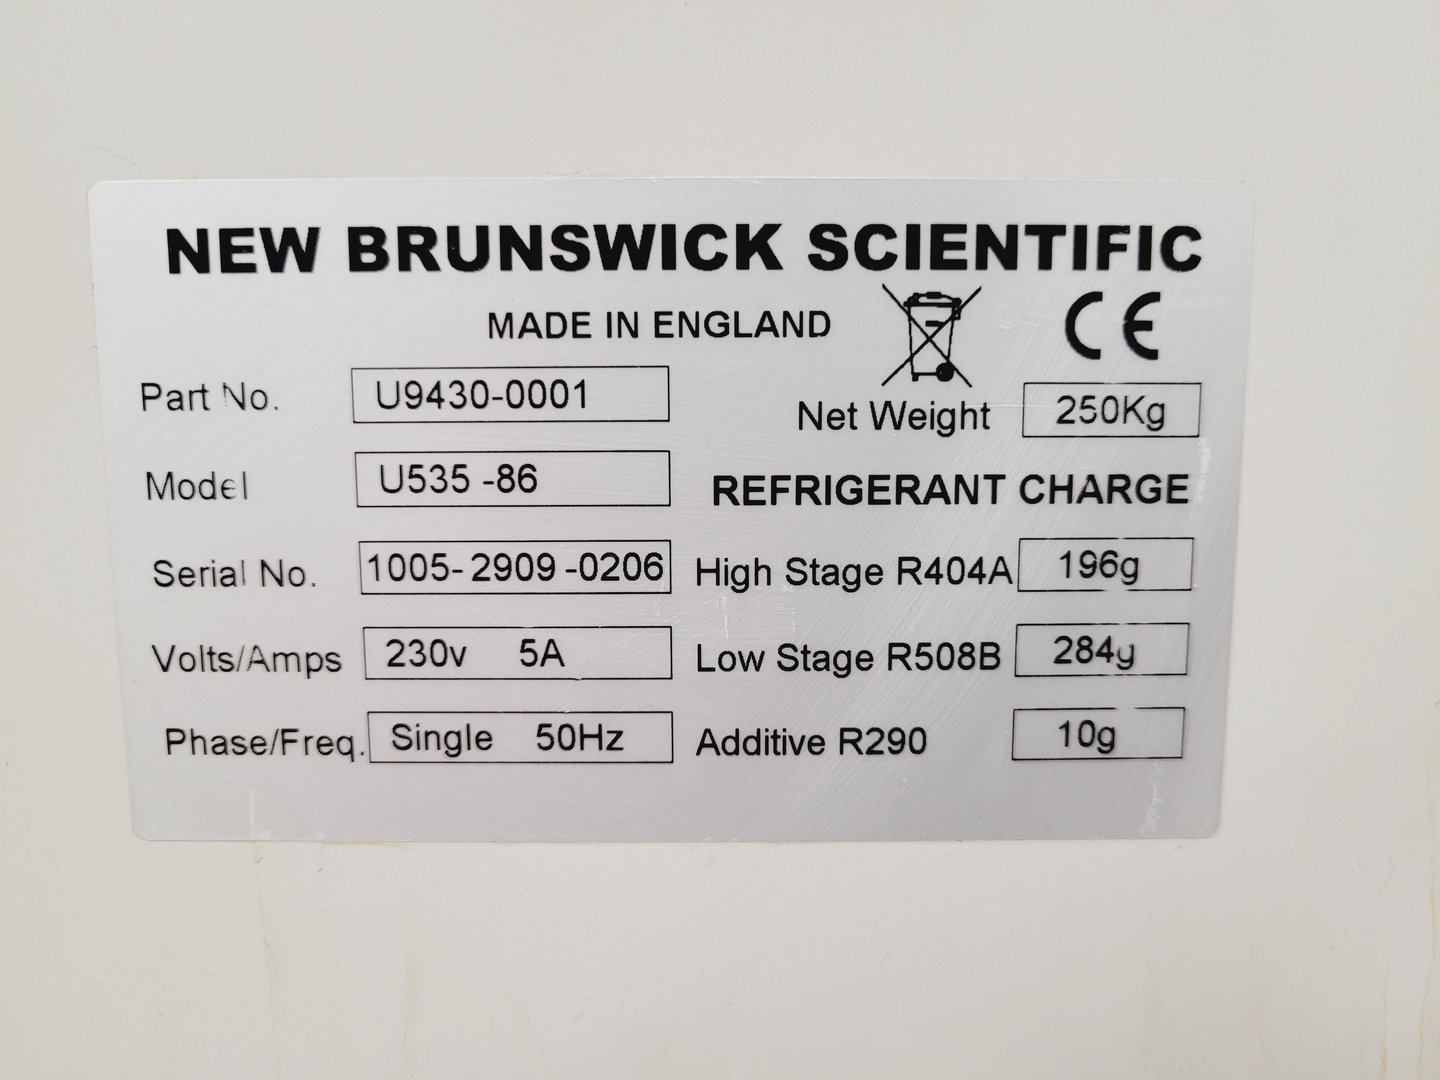 NEW BRUNSWICK SCIENTIFIC
MADE IN ENGLAND
CE
Part No. U9430-0001
Net Weight 250Kg
Model U535 -86
REFRIGERANT CHARGE
Serial No. 1005- 2909 -0206
High Stage R404A 196g
Volts/Amps 230v 5A
Low Stage R508B 284g
Phase/Freq. Single 50Hz
Additive R290 10g